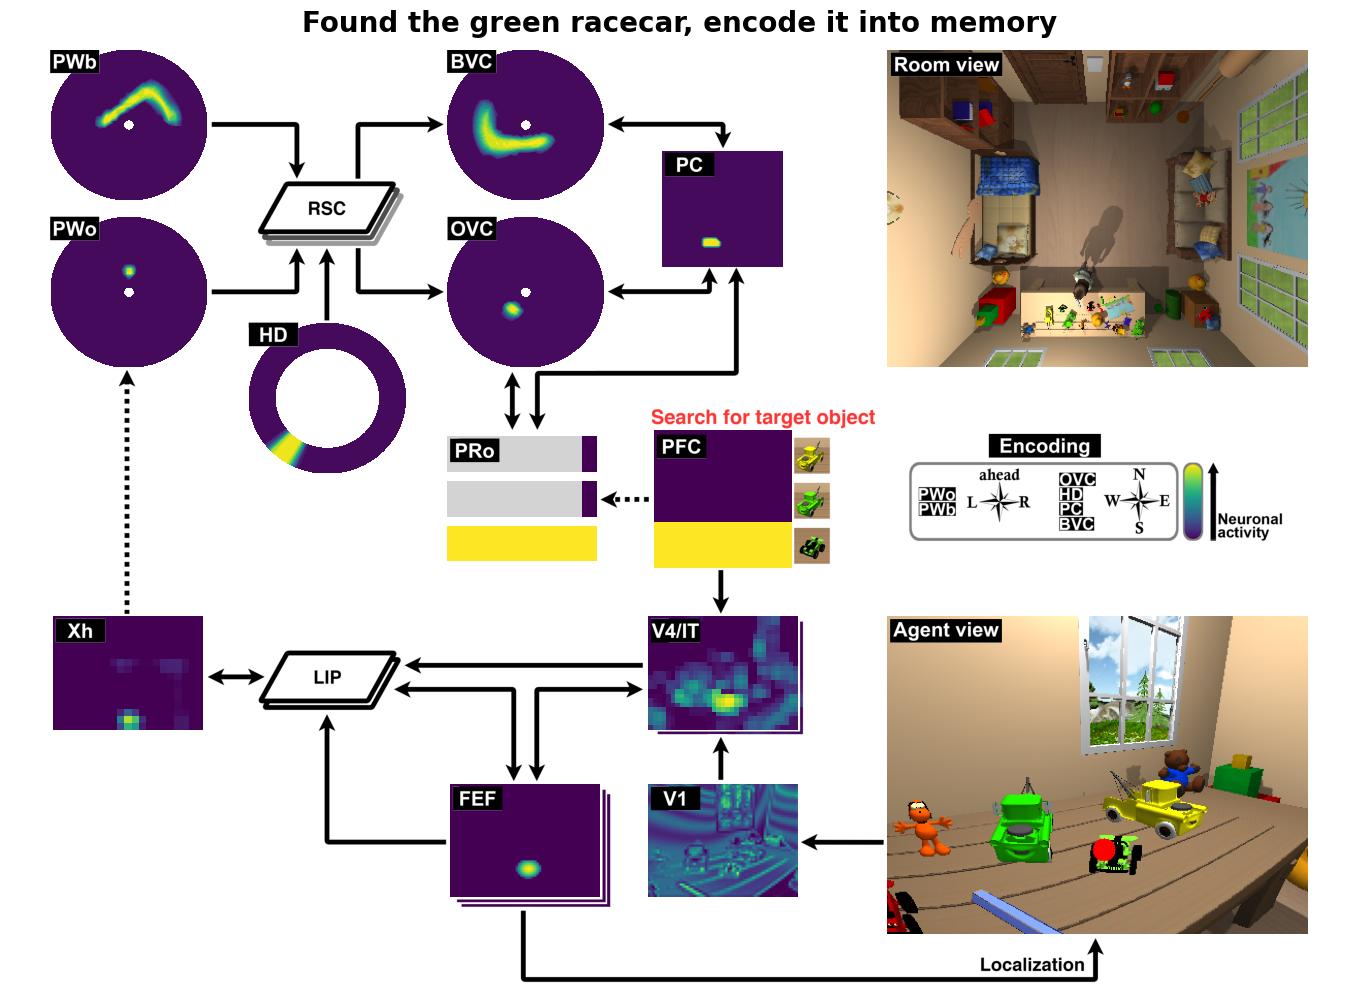 Found the green racecar, encode it into memory
PWb
BVC
Room view
PC
RSC
PWo
OVC
HD
Search for target object
PRo
PFC
Encoding
ahead
PWo
PWb
L
R
OVC
HD
PC
BVC
N
W
E
S
Neuronal
activity
Xh
LIP
V4/IT
Agent view
FEF
V1
Localization